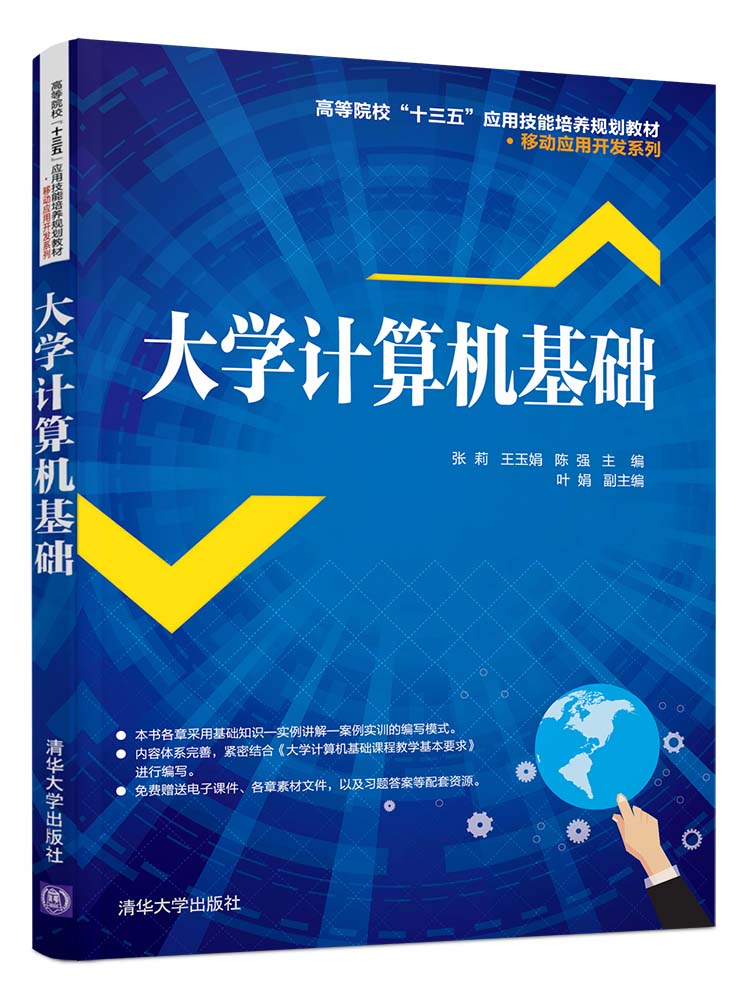 高等院校“十三五”应用技能培养规划教材
·移动应用开发系列
大学计算机基础
清华大学出版社
高等院校“十三五”应用技能培养规划教材
·移动应用开发系列
大学计算机基础
张 莉 王玉娟 陈 强 主 编
叶 娟 副主编
● 本书各章采用基础知识—实例讲解—案例实训的编写模式。
● 内容体系完善，紧密结合《大学计算机基础课程教学基本要求》
进行编写。
● 免费赠送电子课件、各章素材文件，以及习题答案等配套资源。
清华大学出版社